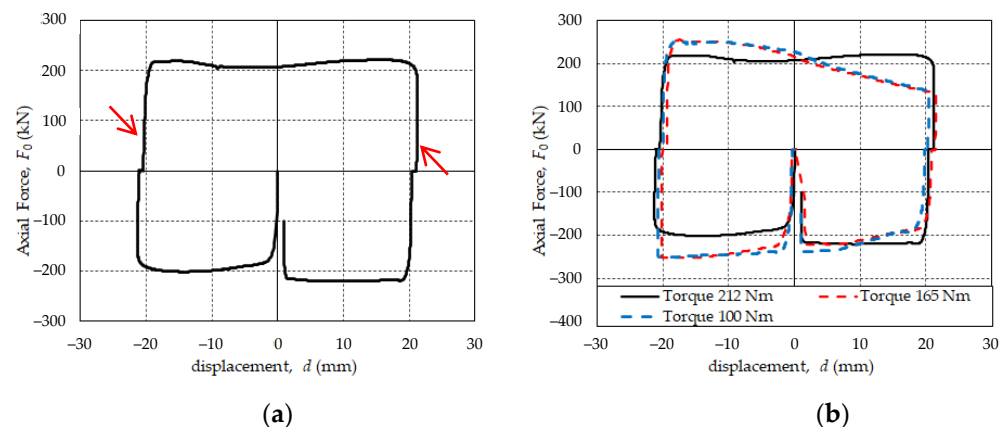 300
200
100
0
−100
−200
−300
Axial Force, F0 (kN)
−30 −20 −10 0 10 20 30
displacement, d (mm)
(a)
300
200
100
0
−100
−200
−300
−400
Axial Force, F0 (kN)
Torque 212 Nm
Torque 165 Nm
Torque 100 Nm
−30 −20 −10 0 10 20 30
displacement, d (mm)
(b)